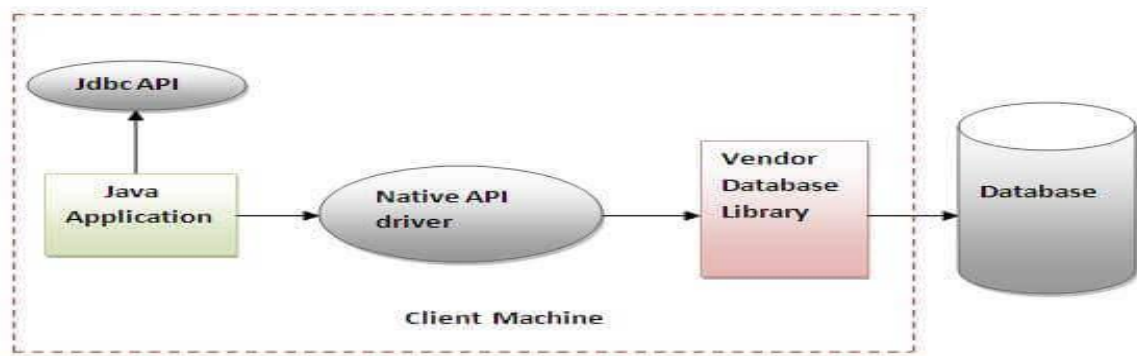 Jdbc API
Java
Application
Native API
driver
Vendor
Database
Library
Database
Client Machine